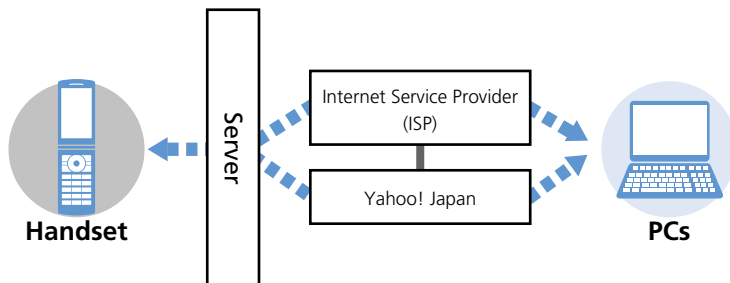 Server
Internet Service Provider
(ISP)
Yahoo! Japan
Handset
PCs